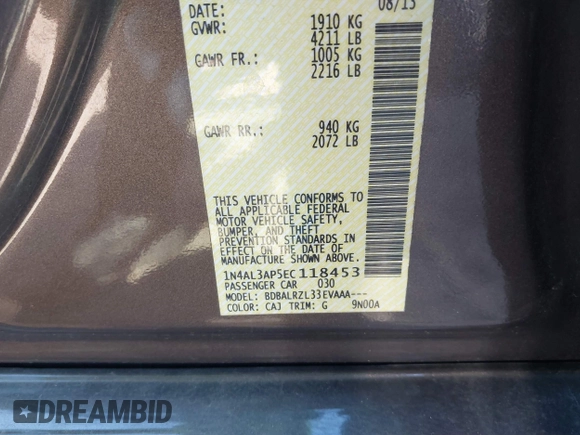 DATE: 08/13
GVWR: 1910 KG
4211 LB
GAWR FR.: 1005 KG
2216 LB
GAWR RR.: 940 KG
2072 LB
THIS VEHICLE CONFORMS TO
ALL APPLICABLE FEDERAL
MOTOR VEHICLE SAFETY,
BUMPER, AND THEFT
PREVENTION STANDARDS IN
EFFECT ON THE DATE OF
MANUFACTURE SHOWN ABOVE.
1N4AL3AP5EC118453
PASSENGER CAR 030
MODEL: BDBALRZL33EVAAA---
COLOR: CAJ TRIM: G 9N00A
DREAMBID